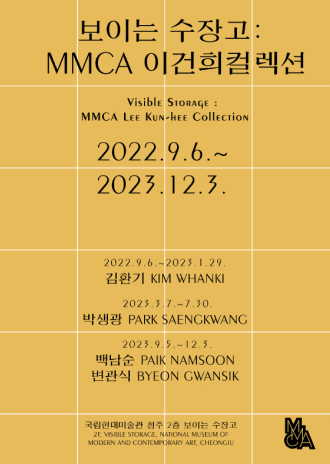 보이는 수장고:
MMCA 이건희컬렉션
Visible Storage :
MMCA Lee Kun-hee Collection
2022.9.6.~
2023.12.3.
2022.9.6.~2023.1.29.
김환기 KIM WHANKI
2023.3.7.~7.30.
박생광 PARK SAENGKWANG
2023.9.5.~12.3.
백남순 PAIK NAMSOON
변관식 BYEON GWANSIK
국립현대미술관 청주 2층 보이는 수장고
2F, VISIBLE STORAGE, NATIONAL MUSEUM OF
MODERN AND CONTEMPORARY ART, CHEONGJU
MMCA